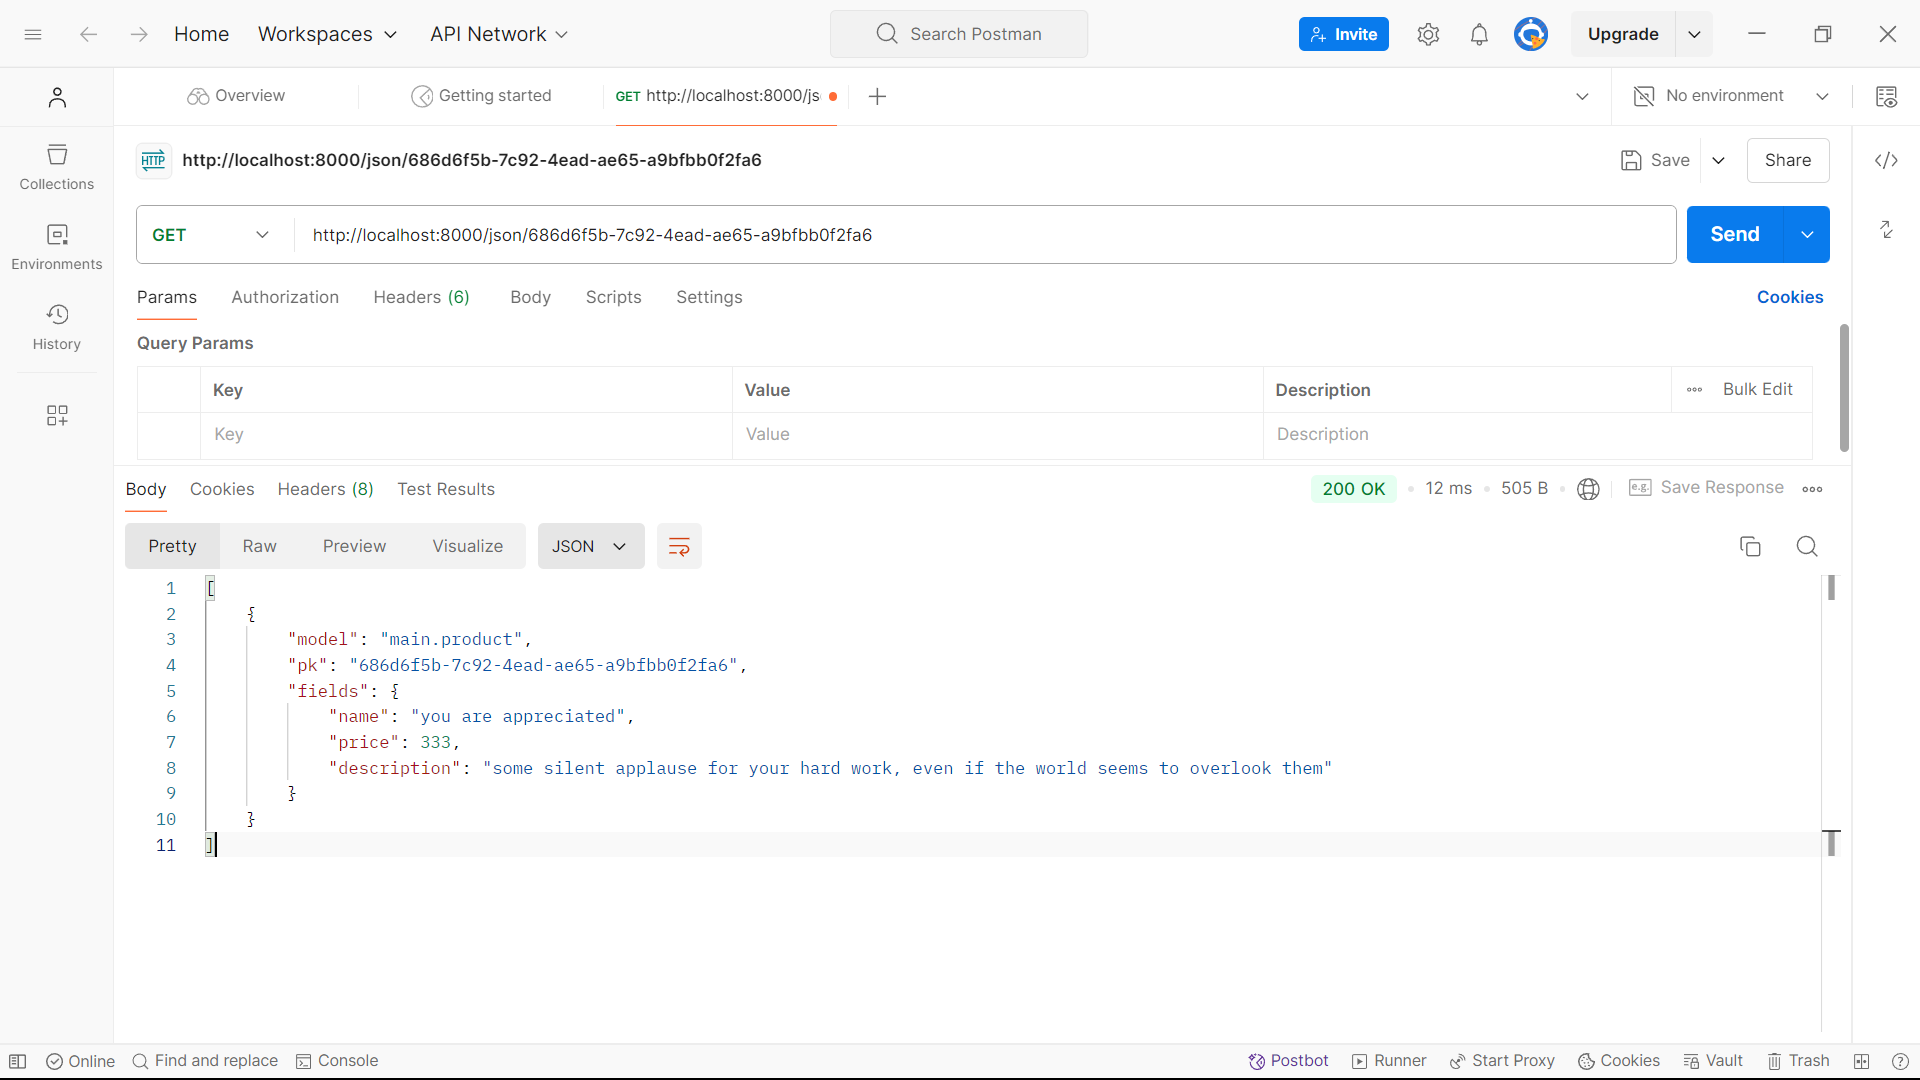 Home
Workspaces
API Network
Search Postman
Invite
Upgrade
Overview
Getting started
GET http://localhost:8000/js
No environment
Collections
Environments
History
HTTP
http://localhost:8000/json/686d6f5b-7c92-4ead-ae65-a9bfbb0f2fa6
Save
Share
GET
http://localhost:8000/json/686d6f5b-7c92-4ead-ae65-a9bfbb0f2fa6
Send
Params
Authorization
Headers (6)
Body
Scripts
Settings
Cookies
Query Params
Key
Value
Description
Bulk Edit
Key
Value
Description
Body
Cookies
Headers (8)
Test Results
200 OK
12 ms
505 B
e.g.
Save Response
Pretty
Raw
Preview
Visualize
JSON
1 [
2 {
3 "model": "main.product",
4 "pk": "686d6f5b-7c92-4ead-ae65-a9bfbb0f2fa6",
5 "fields": {
6 "name": "you are appreciated",
7 "price": 333,
8 "description": "some silent applause for your hard work, even if the world seems to overlook them"
9 }
10 }
11 ]
Online
Find and replace
Console
Postbot
Runner
Start Proxy
Cookies
Vault
Trash